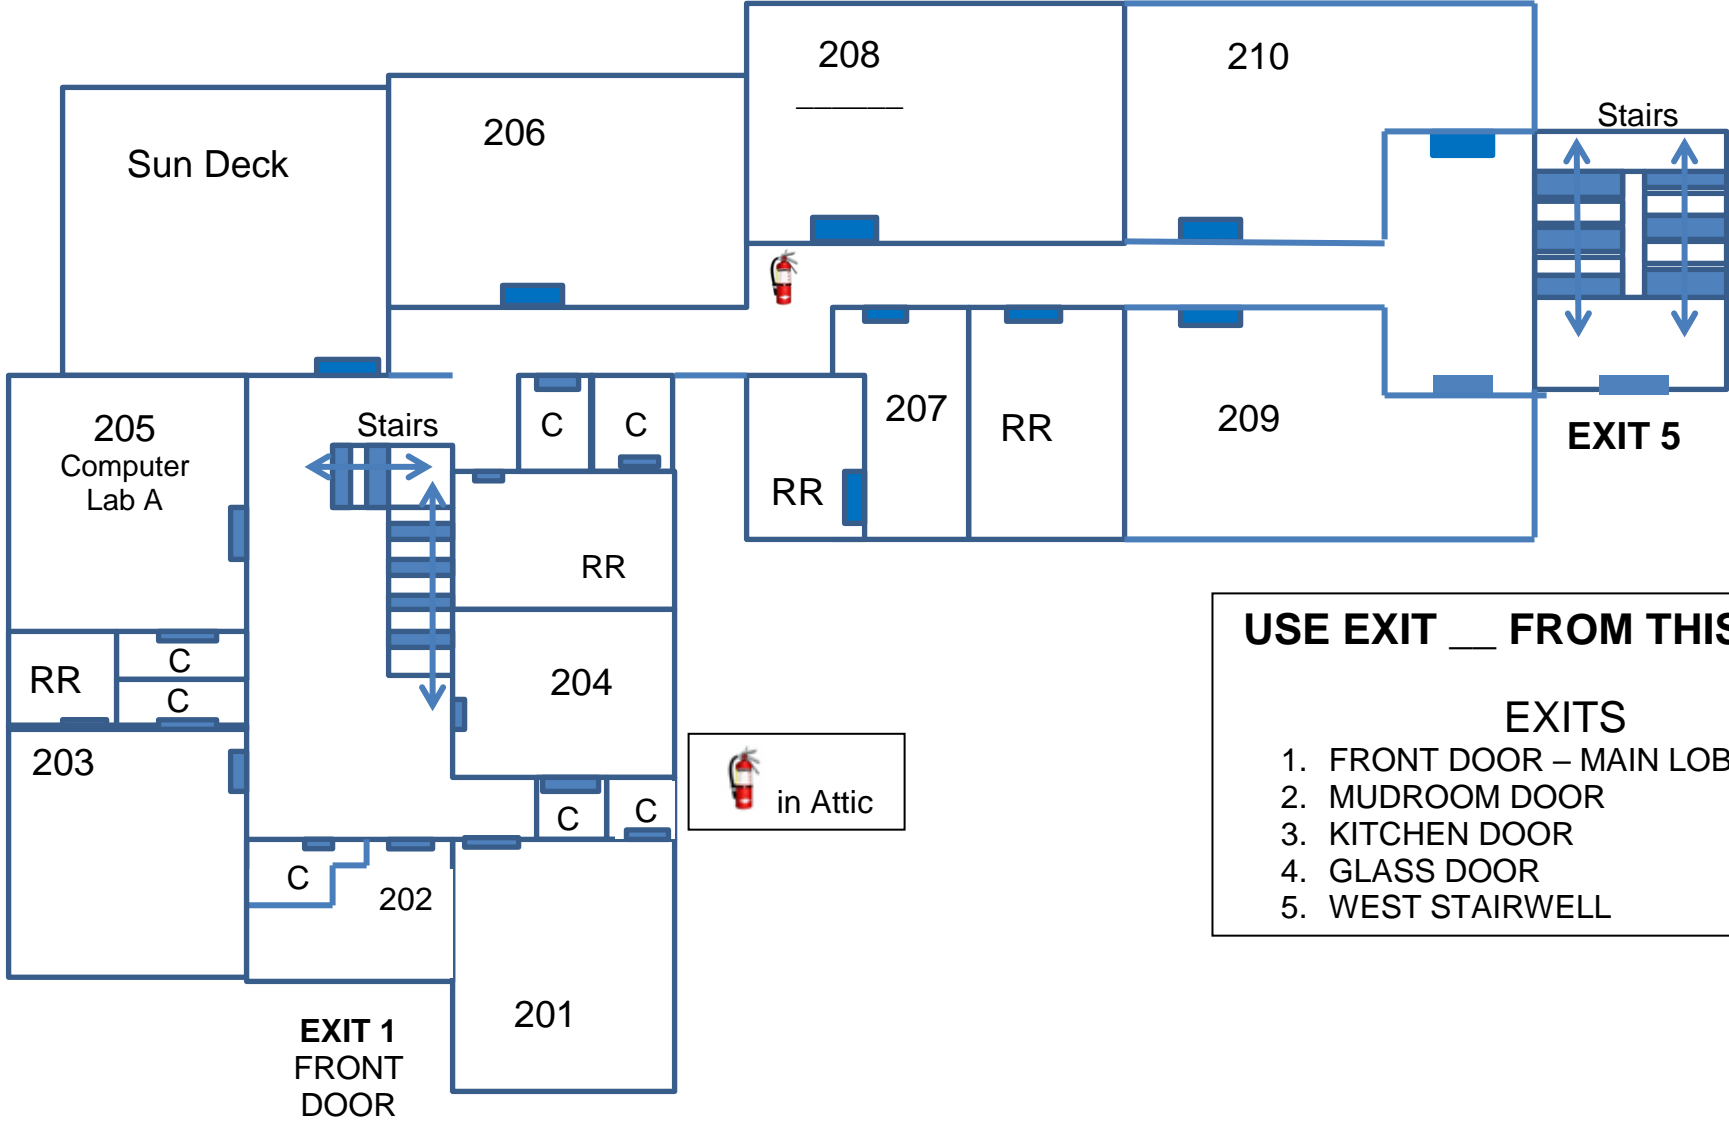 208
______
210
Stairs
206
Sun Deck
205
Computer
Lab A
Stairs
C
C
207
RR
209
EXIT 5
RR
RR
USE EXIT __ FROM THIS
RR
C
C
204
EXITS
1. FRONT DOOR – MAIN LOB
2. MUDROOM DOOR
3. KITCHEN DOOR
4. GLASS DOOR
5. WEST STAIRWELL
203
in Attic
C
C
C
202
201
EXIT 1
FRONT
DOOR